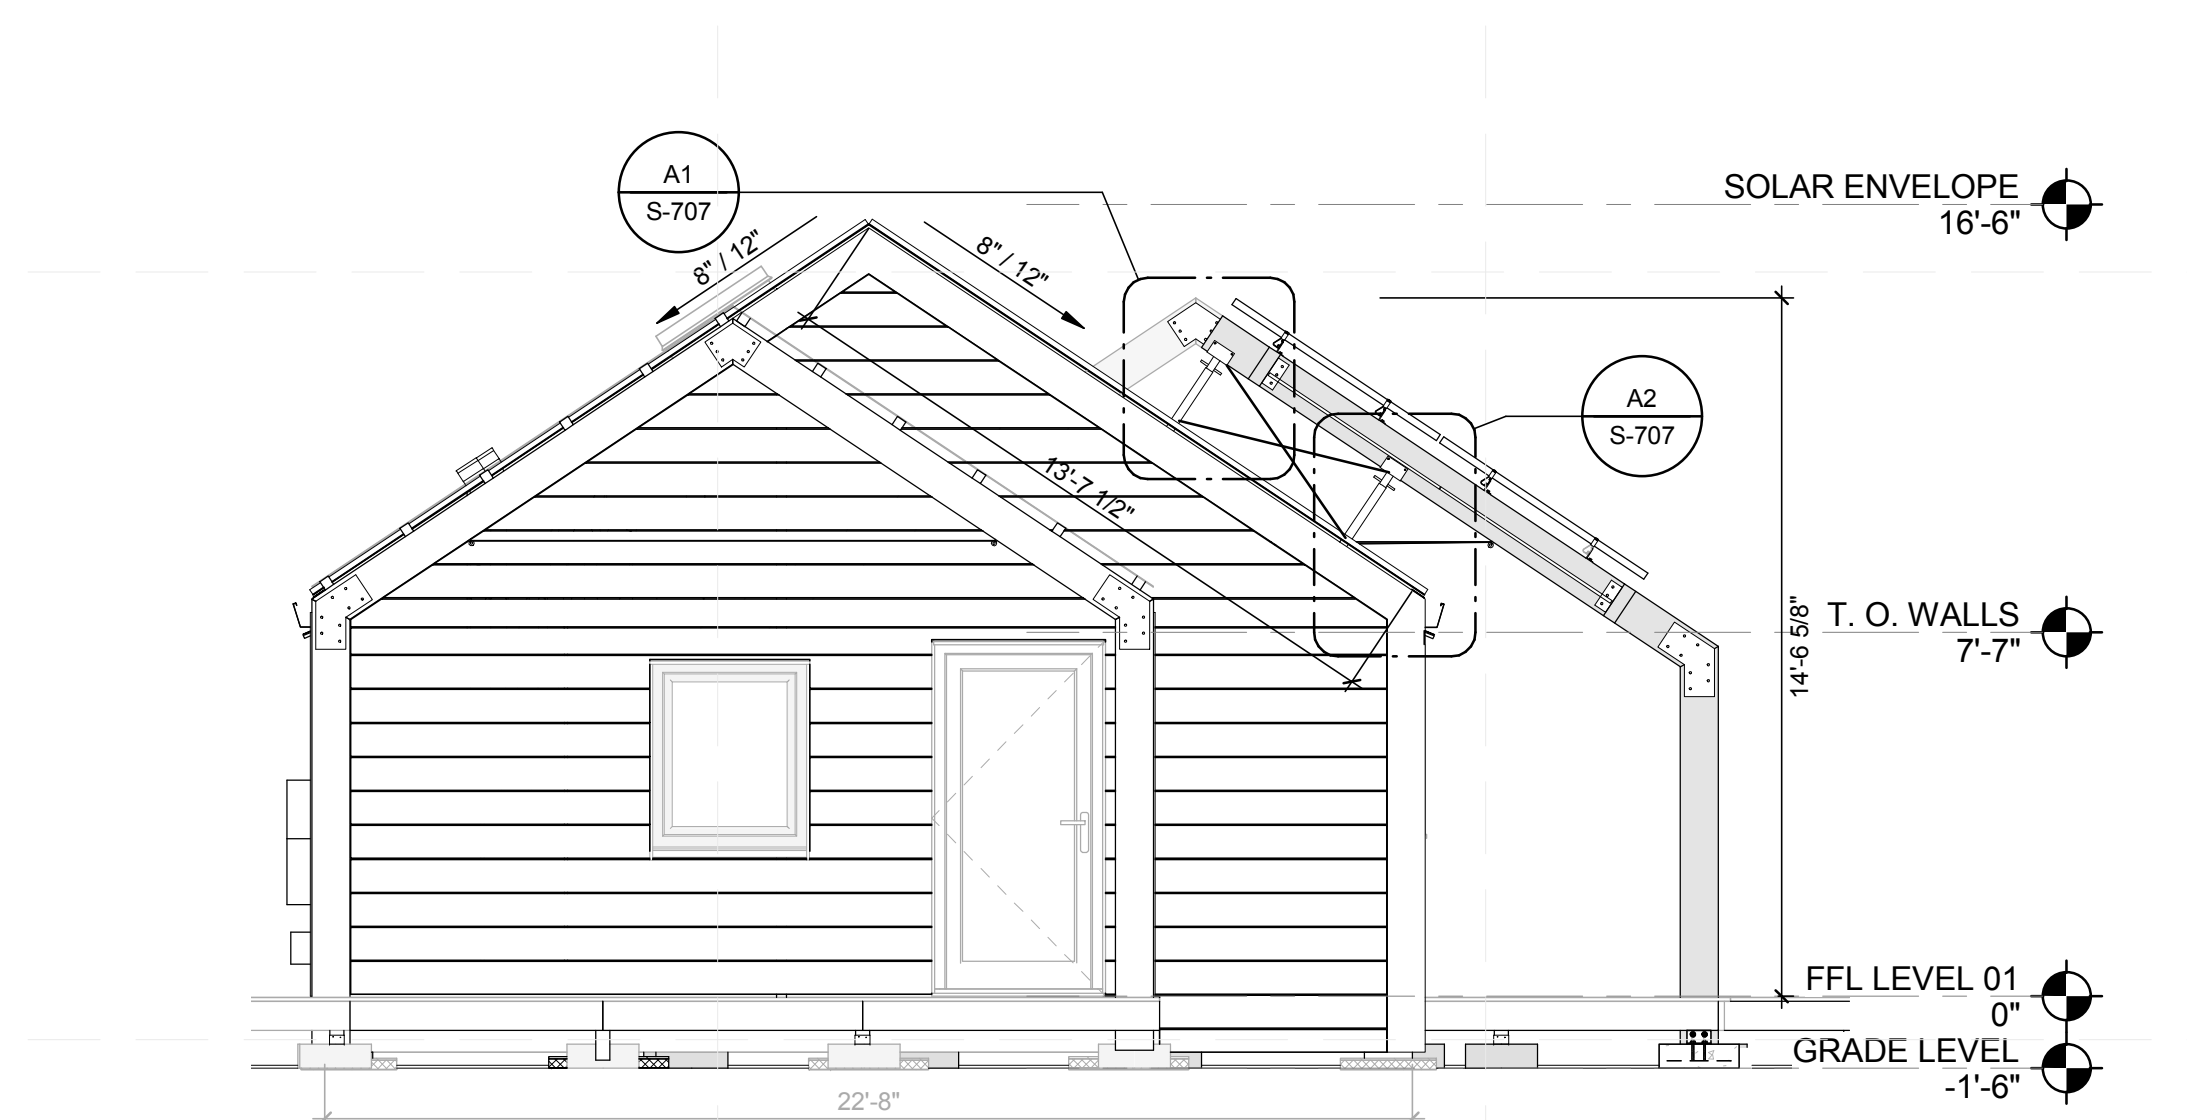 A1
S-707
8" / 12"
8" / 12"
SOLAR ENVELOPE
16'-6"
A2
S-707
13'-7 1/2"
14'-6 5/8"
T. O. WALLS
7'-7"
FFL LEVEL 01
0"
GRADE LEVEL
-1'-6"
22'-8"